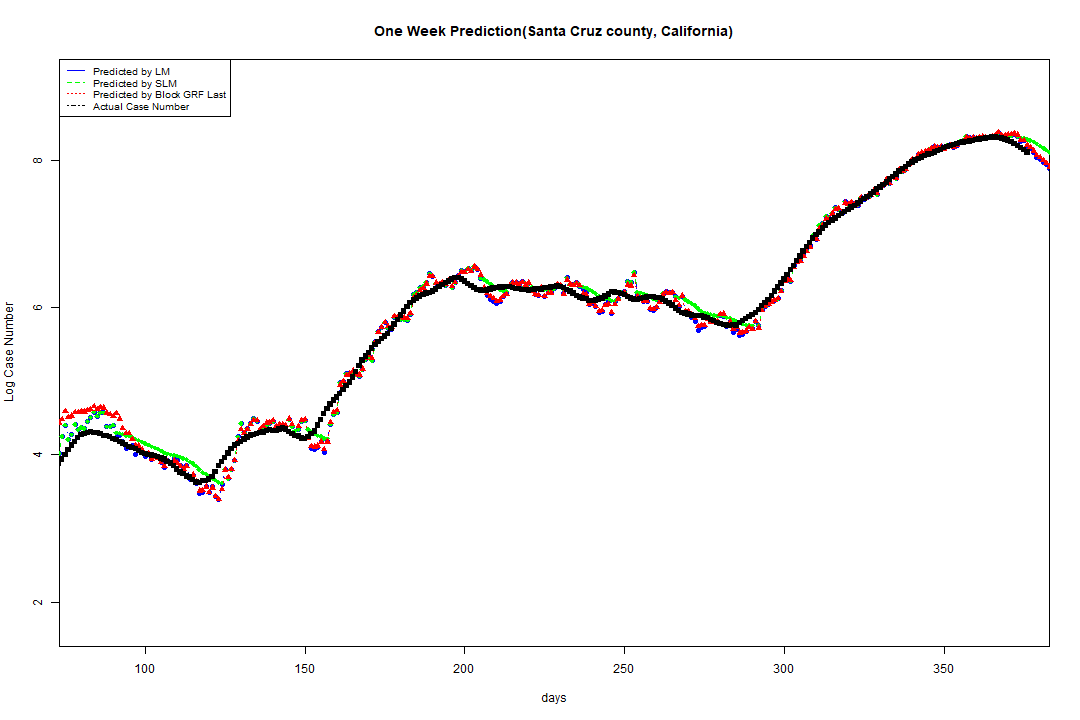 One Week Prediction(Santa Cruz county, California)
Predicted by LM
Predicted by SLM
Predicted by Block GRF Last
Actual Case Number
8
6
4
2
Log Case Number
100 150 200 250 300 350
days